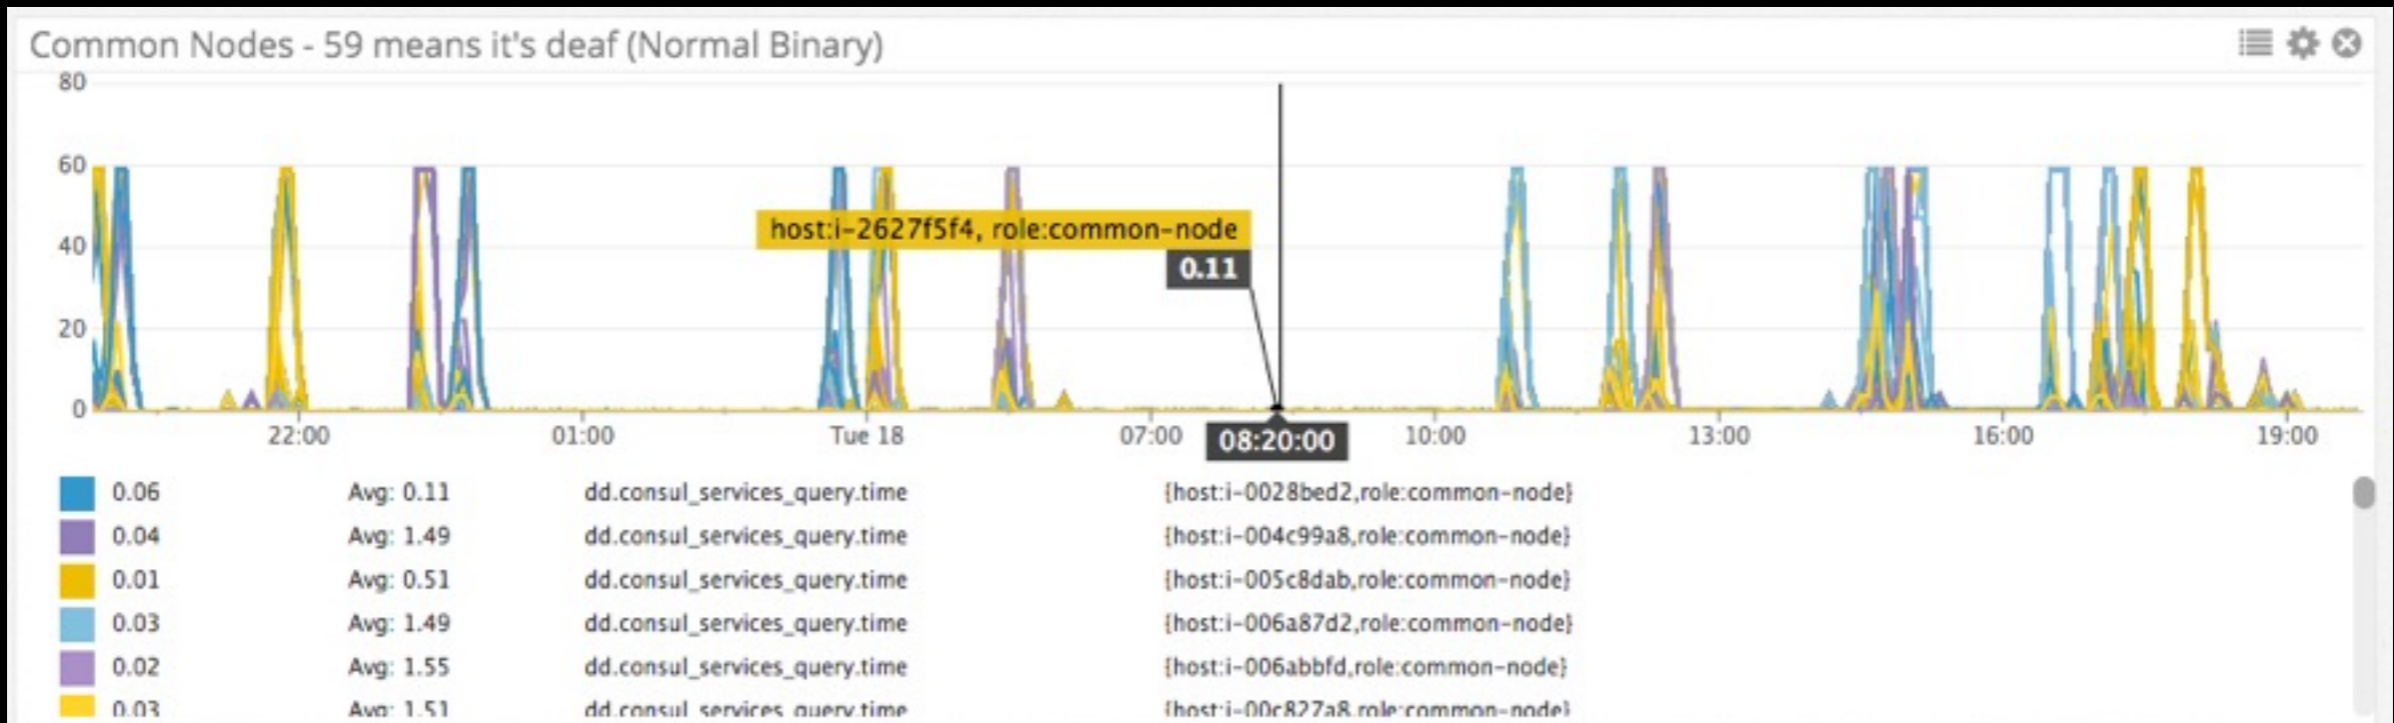 Common Nodes - 59 means it's deaf (Normal Binary)
80
60
40
20
0
host:i-2627f5f4, role:common-node
0.11
22:00 01:00 Tue 18 07:00 08:20:00 10:00 13:00 16:00 19:00
0.06 Avg: 0.11 dd.consul_services_query.time {host:i-0028bed2,role:common-node}
0.04 Avg: 1.49 dd.consul_services_query.time {host:i-004c99a8,role:common-node}
0.01 Avg: 0.51 dd.consul_services_query.time {host:i-005c8dab,role:common-node}
0.03 Avg: 1.49 dd.consul_services_query.time {host:i-006a87d2,role:common-node}
0.02 Avg: 1.55 dd.consul_services_query.time {host:i-006abbfd,role:common-node}
0.03 Avg: 1.51 dd.consul_services_query.time {host:i-00c827a8,role:common-node}